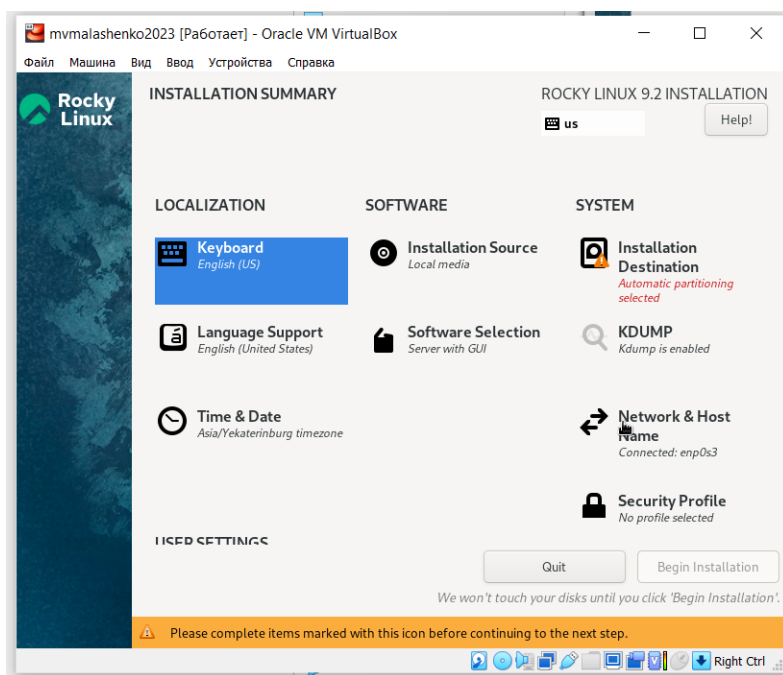 mvmalashenko2023 [Работает] - Oracle VM VirtualBox
Файл Машина Вид Ввод Устройства Справка
Rocky
Linux
INSTALLATION SUMMARY
ROCKY LINUX 9.2 INSTALLATION
us
Help!
LOCALIZATION
Keyboard
English (US)
Language Support
English (United States)
Time & Date
Asia/Yekaterinburg timezone
SOFTWARE
Installation Source
Local media
Software Selection
Server with GUI
SYSTEM
Installation
Destination
Automatic partitioning
selected
KDUMP
Kdump is enabled
Network & Host
Name
Connected: enp0s3
Security Profile
No profile selected
USER SETTINGS
Quit
Begin Installation
We won't touch your disks until you click 'Begin Installation'.
Please complete items marked with this icon before continuing to the next step.
Right Ctrl